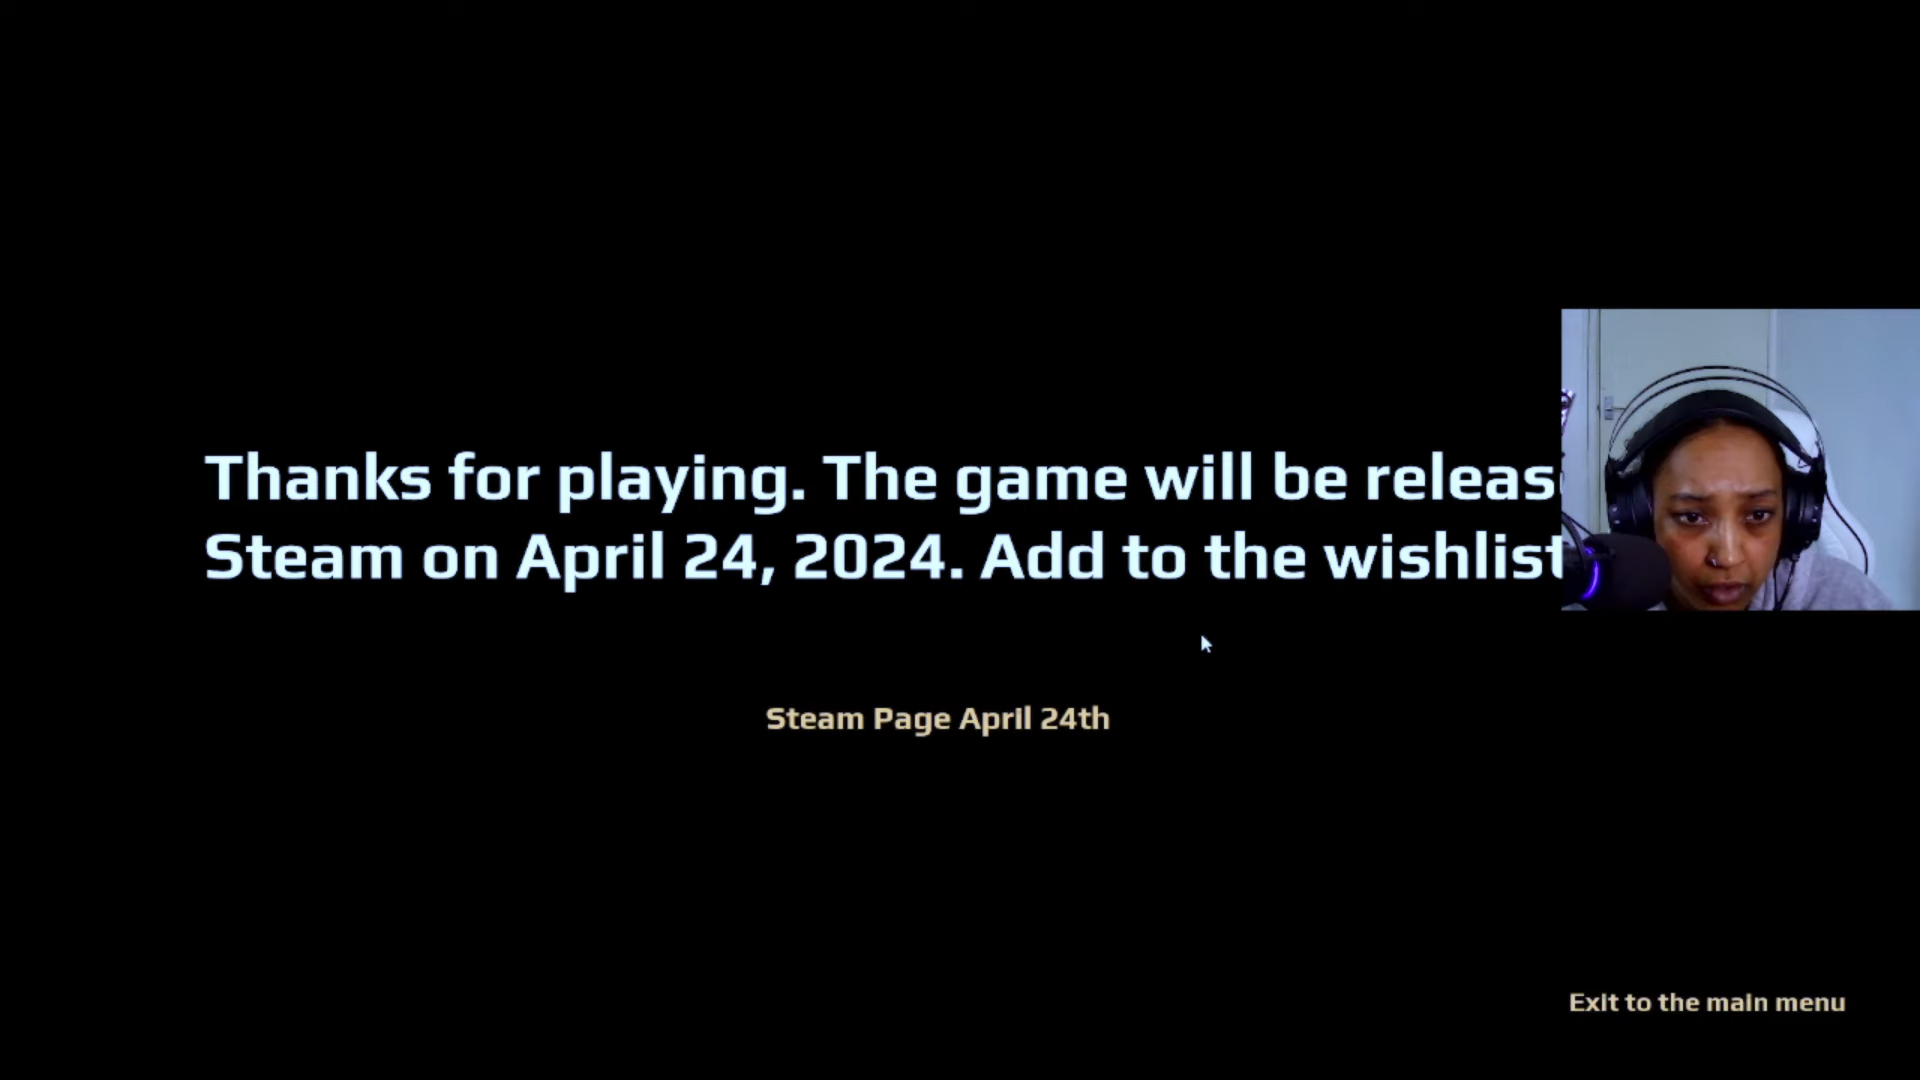 Thanks for playing. The game will be releas
Steam on April 24, 2024. Add to the wishlist
Steam Page April 24th
Exit to the main menu